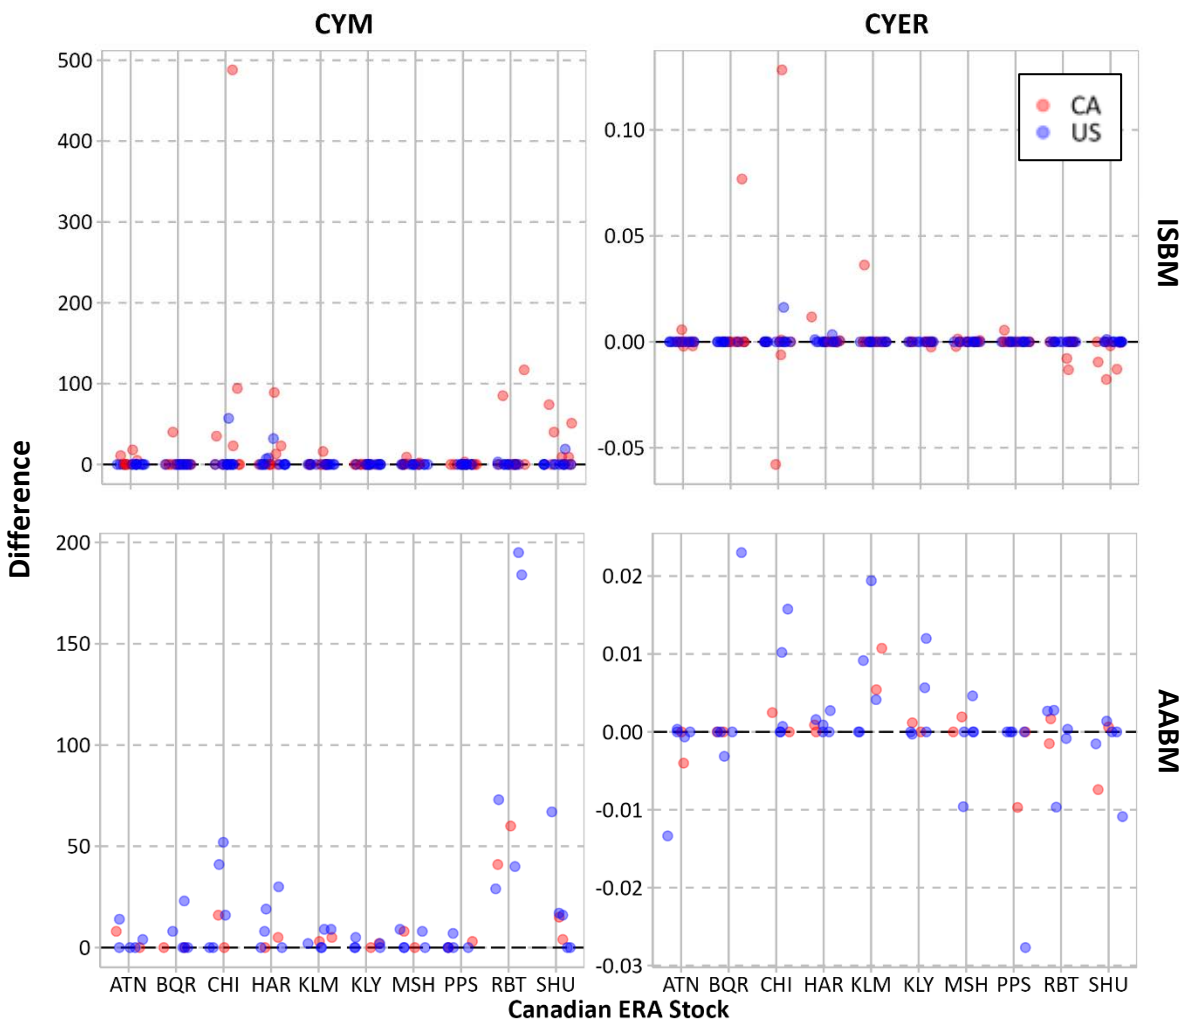 CYM
CYER
500
400
300
200
100
0
0.10
0.05
0.00
-0.05
CA
US
ISBM
Difference
200
150
100
50
0
0.02
0.01
0.00
-0.01
-0.02
-0.03
AABM
ATN BQR CHI HAR KLM KLY MSH PPS RBT SHU
ATN BQR CHI HAR KLM KLY MSH PPS RBT SHU
Canadian ERA Stock